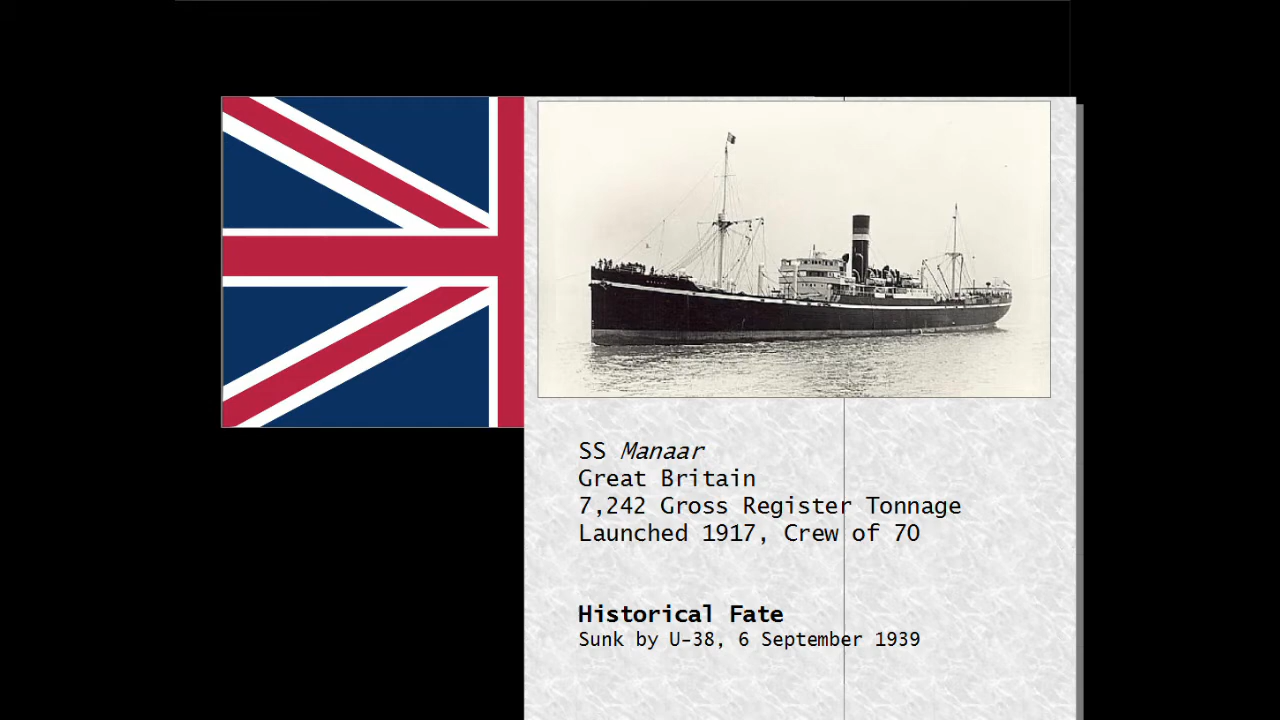 SS Manaar
Great Britain
7,242 Gross Register Tonnage
Launched 1917, Crew of 70
Historical Fate
Sunk by U-38, 6 September 1939